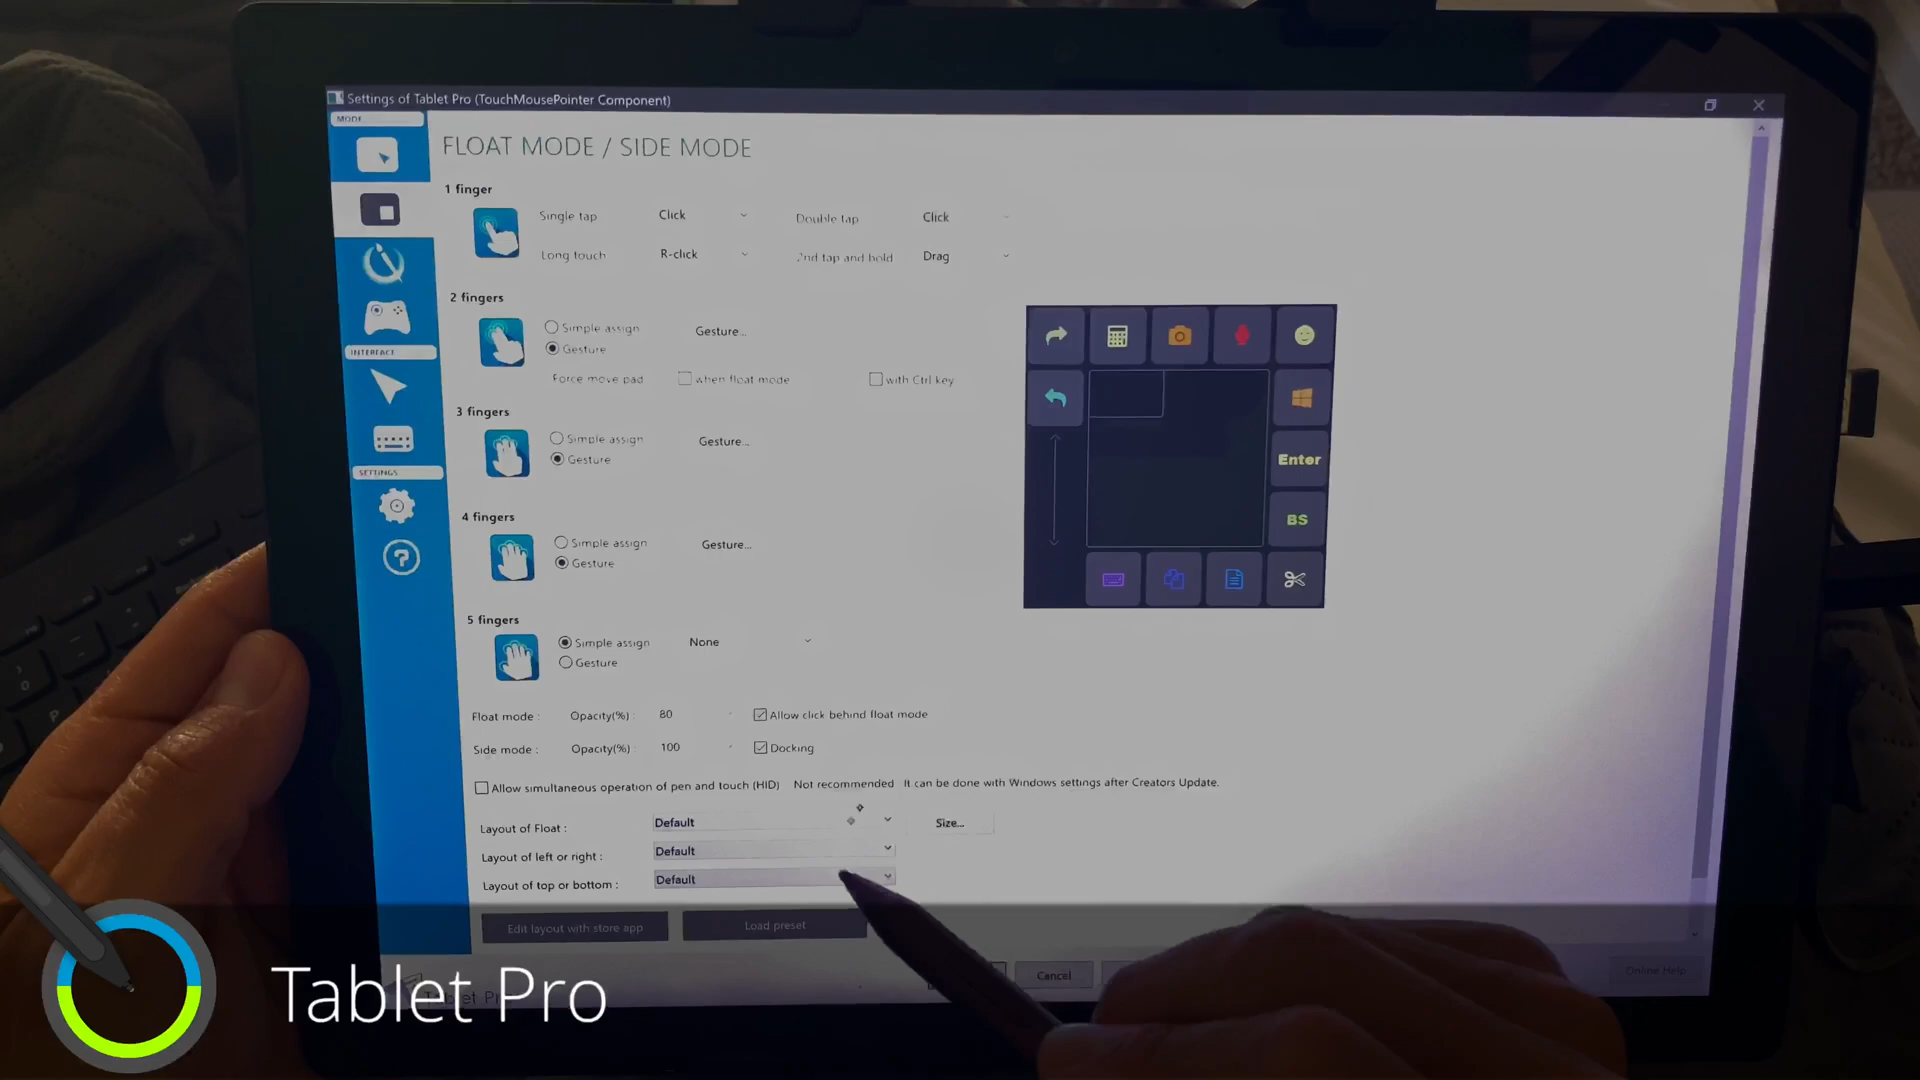 Settings of Tablet Pro (TouchMousePointer Component)
MODE
FLOAT MODE / SIDE MODE
1 finger
Single tap Click Double tap Click
Long touch R-click 2nd tap and hold Drag
2 fingers
Simple assign Gesture...
Gesture
Force move pad when float mode with Ctrl key
INTERFACE
3 fingers
Simple assign Gesture...
Gesture
Enter
SETTINGS
4 fingers
BS
Simple assign Gesture...
Gesture
5 fingers
Simple assign None
Gesture
Float mode : Opacity(%) 80 Allow click behind float mode
Side mode : Opacity(%) 100 Docking
Allow simultaneous operation of pen and touch (HID) Not recommended It can be done with Windows settings after Creators Update.
Layout of Float : Default Size...
Layout of left or right : Default
Layout of top or bottom : Default
Edit layout with store app Load preset
Cancel Online Help
Tablet Pro